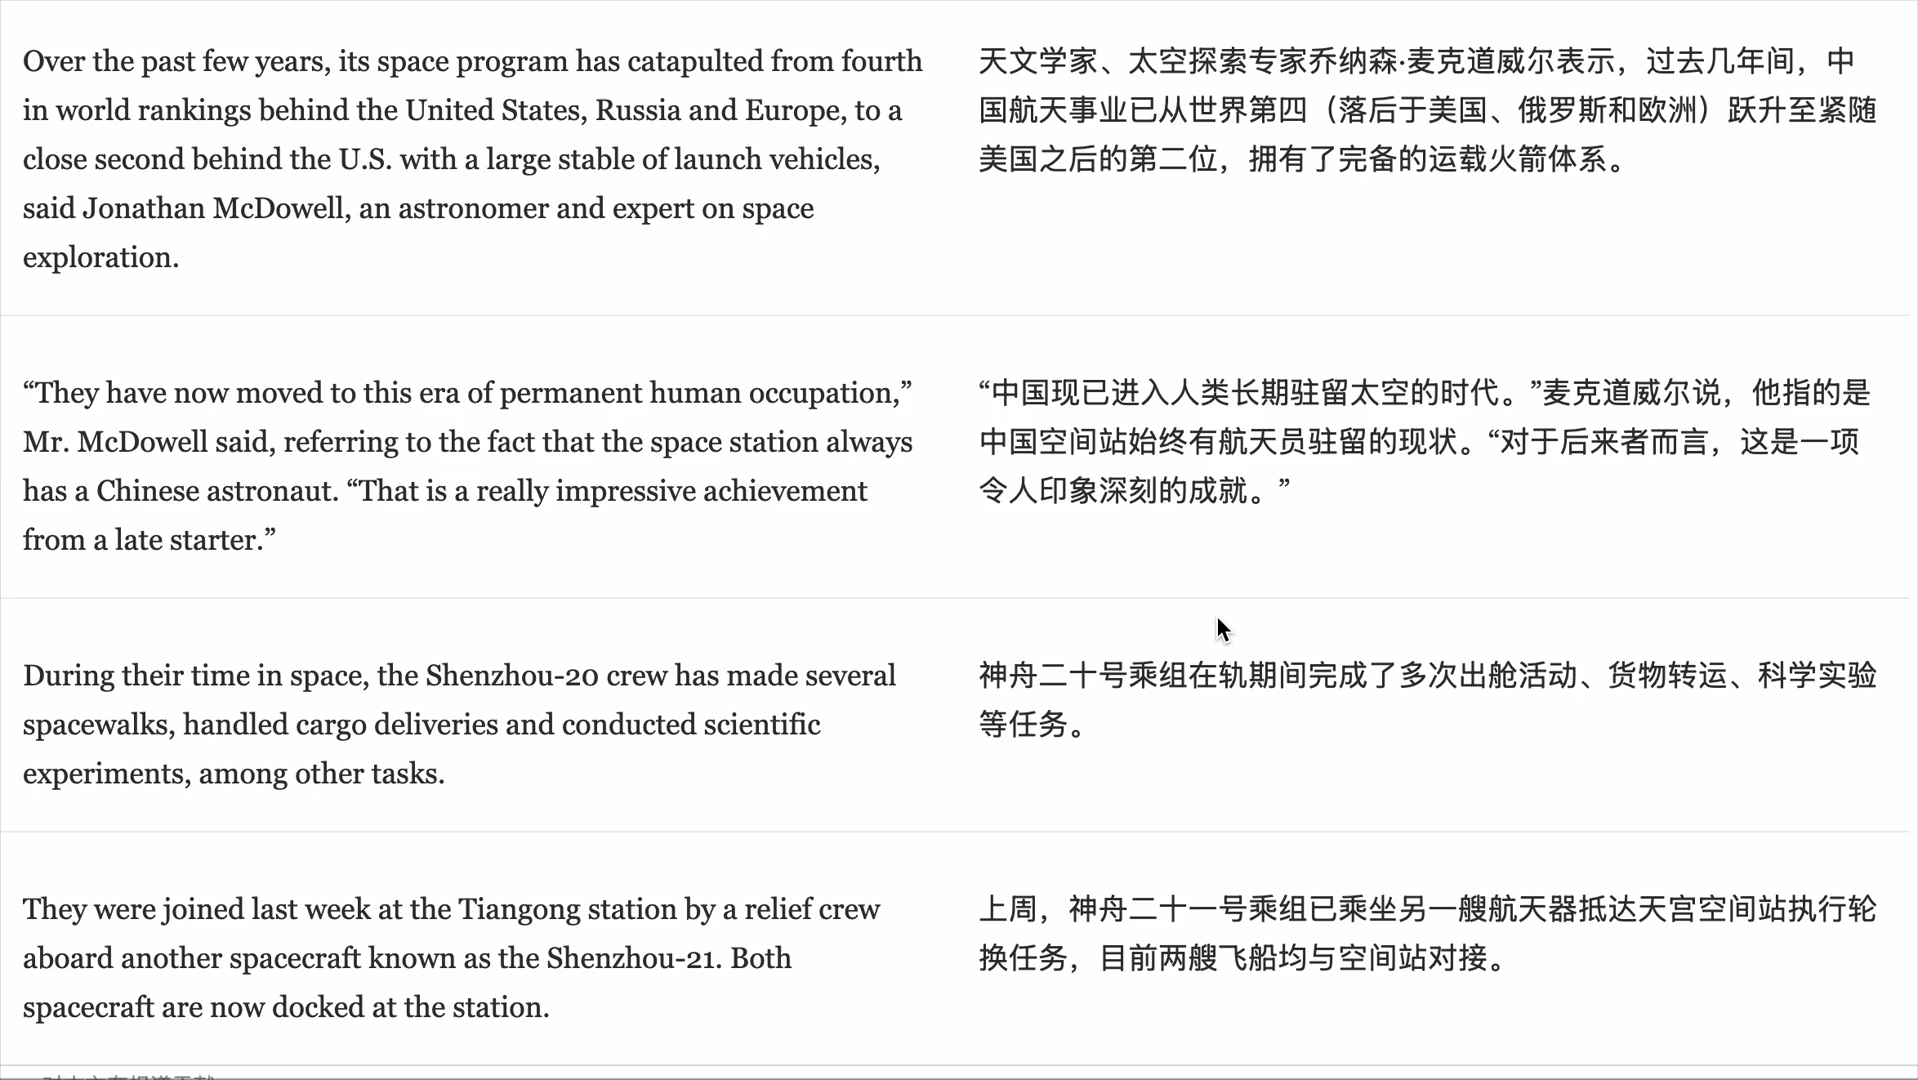 Over the past few years, its space program has catapulted from fourth
in world rankings behind the United States, Russia and Europe, to a
close second behind the U.S. with a large stable of launch vehicles,
said Jonathan McDowell, an astronomer and expert on space
exploration.
天文学家、太空探索专家乔纳森·麦克道威尔表示，过去几年间，中
国航天事业已从世界第四（落后于美国、俄罗斯和欧洲）跃升至紧随
美国之后的第二位，拥有了完备的运载火箭体系。
“They have now moved to this era of permanent human occupation,”
Mr. McDowell said, referring to the fact that the space station always
has a Chinese astronaut. “That is a really impressive achievement
from a late starter.”
“中国现已进入人类长期驻留太空的时代。”麦克道威尔说，他指的是
中国空间站始终有航天员驻留的现状。“对于后来者而言，这是一项
令人印象深刻的成就。”
During their time in space, the Shenzhou-20 crew has made several
spacewalks, handled cargo deliveries and conducted scientific
experiments, among other tasks.
神舟二十号乘组在轨期间完成了多次出舱活动、货物转运、科学实验
等任务。
They were joined last week at the Tiangong station by a relief crew
aboard another spacecraft known as the Shenzhou-21. Both
spacecraft are now docked at the station.
上周，神舟二十一号乘组已乘坐另一艘航天器抵达天宫空间站执行轮
换任务，目前两艘飞船均与空间站对接。